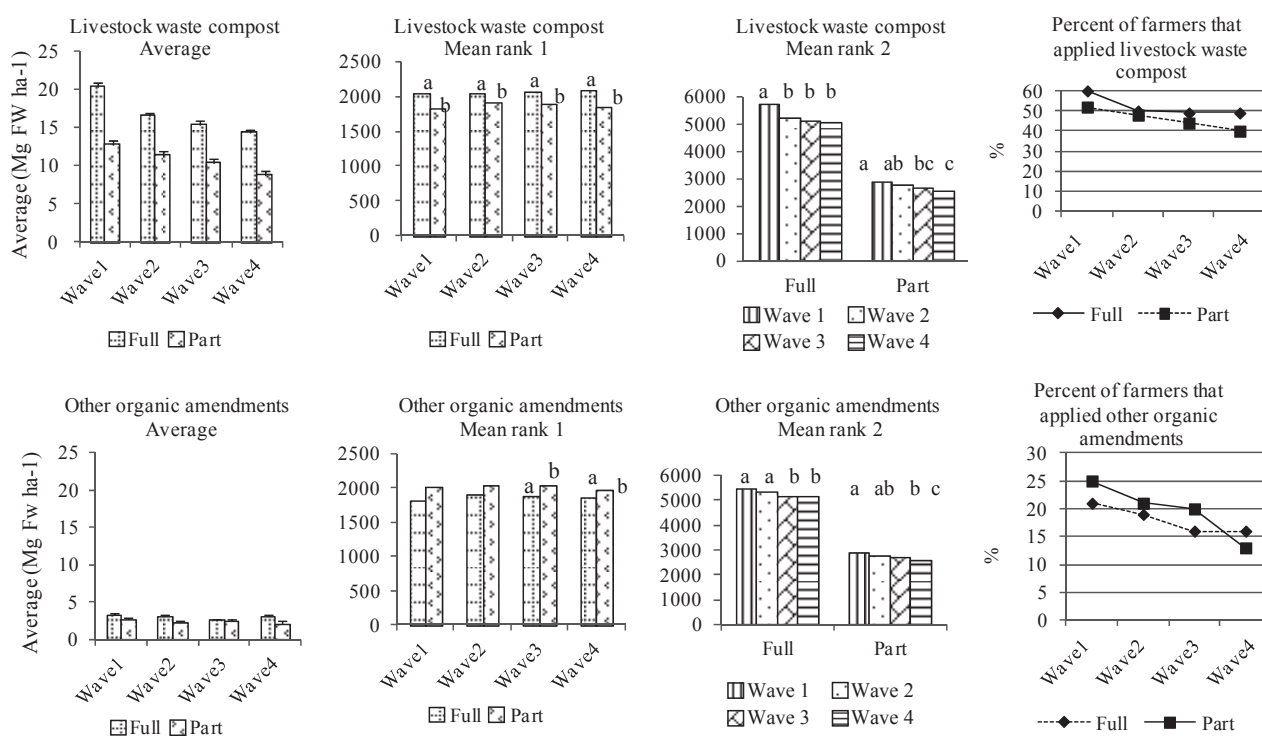 Livestock waste compost
Average
Average (Mg FW ha-1)
25
20
15
10
5
0
Wave1
Wave2
Wave3
Wave4
Full Part
Livestock waste compost
Mean rank 1
2500
2000
1500
1000
500
0
a b a b a b a b
Wave1
Wave2
Wave3
Wave4
Full Part
Livestock waste compost
Mean rank 2
6000
5000
4000
3000
2000
1000
0
a b b b
a ab bc c
Full Part
Wave 1 Wave 2
Wave 3 Wave 4
Percent of farmers that
applied livestock waste
compost
%
60
50
40
30
20
10
0
Wave1
Wave2
Wave3
Wave4
Full Part
Other organic amendments
Average
Average (Mg Fw ha-1)
25
20
15
10
5
0
Wave1
Wave2
Wave3
Wave4
Full Part
Other organic amendments
Mean rank 1
2500
2000
1500
1000
500
0
a b a b
Wave1
Wave2
Wave3
Wave4
Full Part
Other organic amendments
Mean rank 2
6000
5000
4000
3000
2000
1000
0
a a b b
a ab b c
Full Part
Wave 1 Wave 2
Wave 3 Wave 4
Percent of farmers that
applied other organic
amendments
%
30
25
20
15
10
5
0
Wave1
Wave2
Wave3
Wave4
Full Part